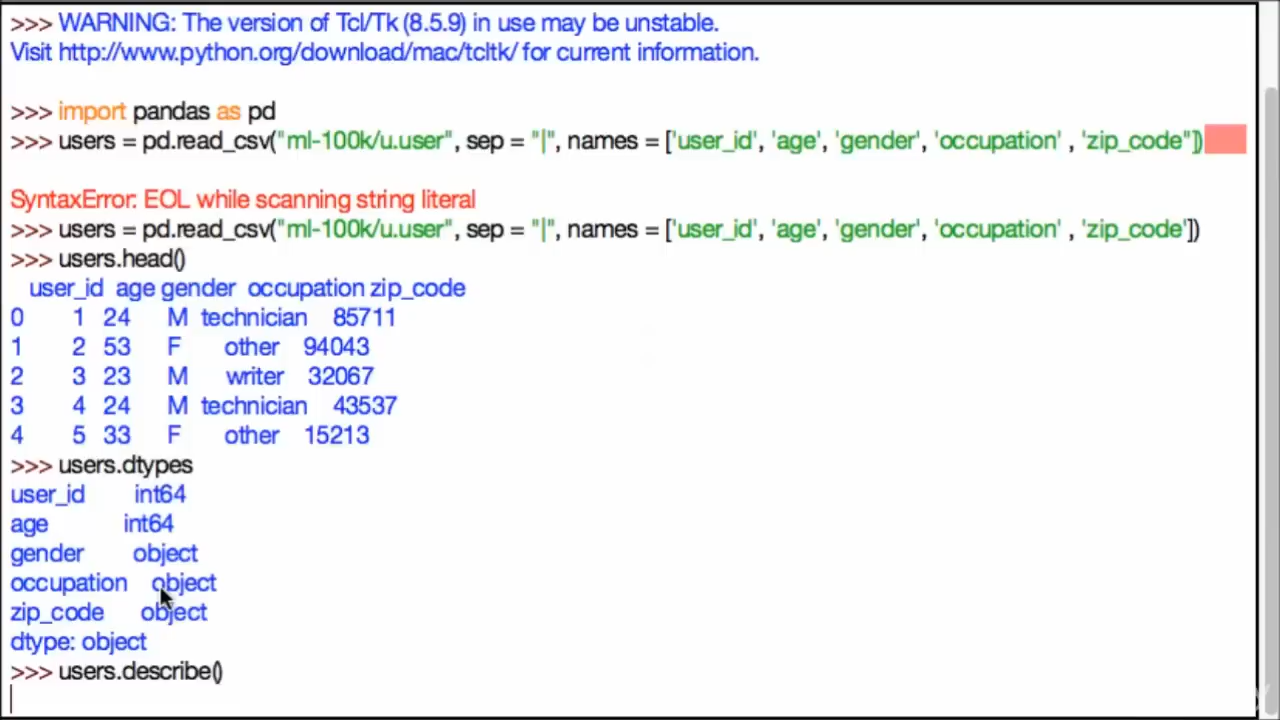 >>> WARNING: The version of Tcl/Tk (8.5.9) in use may be unstable.
Visit http://www.python.org/download/mac/tcltk/ for current information.
>>> import pandas as pd
>>> users = pd.read_csv("ml-100k/u.user", sep = "|", names = ['user_id', 'age', 'gender', 'occupation' , 'zip_code"])
SyntaxError: EOL while scanning string literal
>>> users = pd.read_csv("ml-100k/u.user", sep = "|", names = ['user_id', 'age', 'gender', 'occupation' , 'zip_code'])
>>> users.head()
user_id age gender occupation zip_code
0 1 24 M technician 85711
1 2 53 F other 94043
2 3 23 M writer 32067
3 4 24 M technician 43537
4 5 33 F other 15213
>>> users.dtypes
user_id int64
age int64
gender object
occupation object
zip_code object
dtype: object
>>> users.describe()